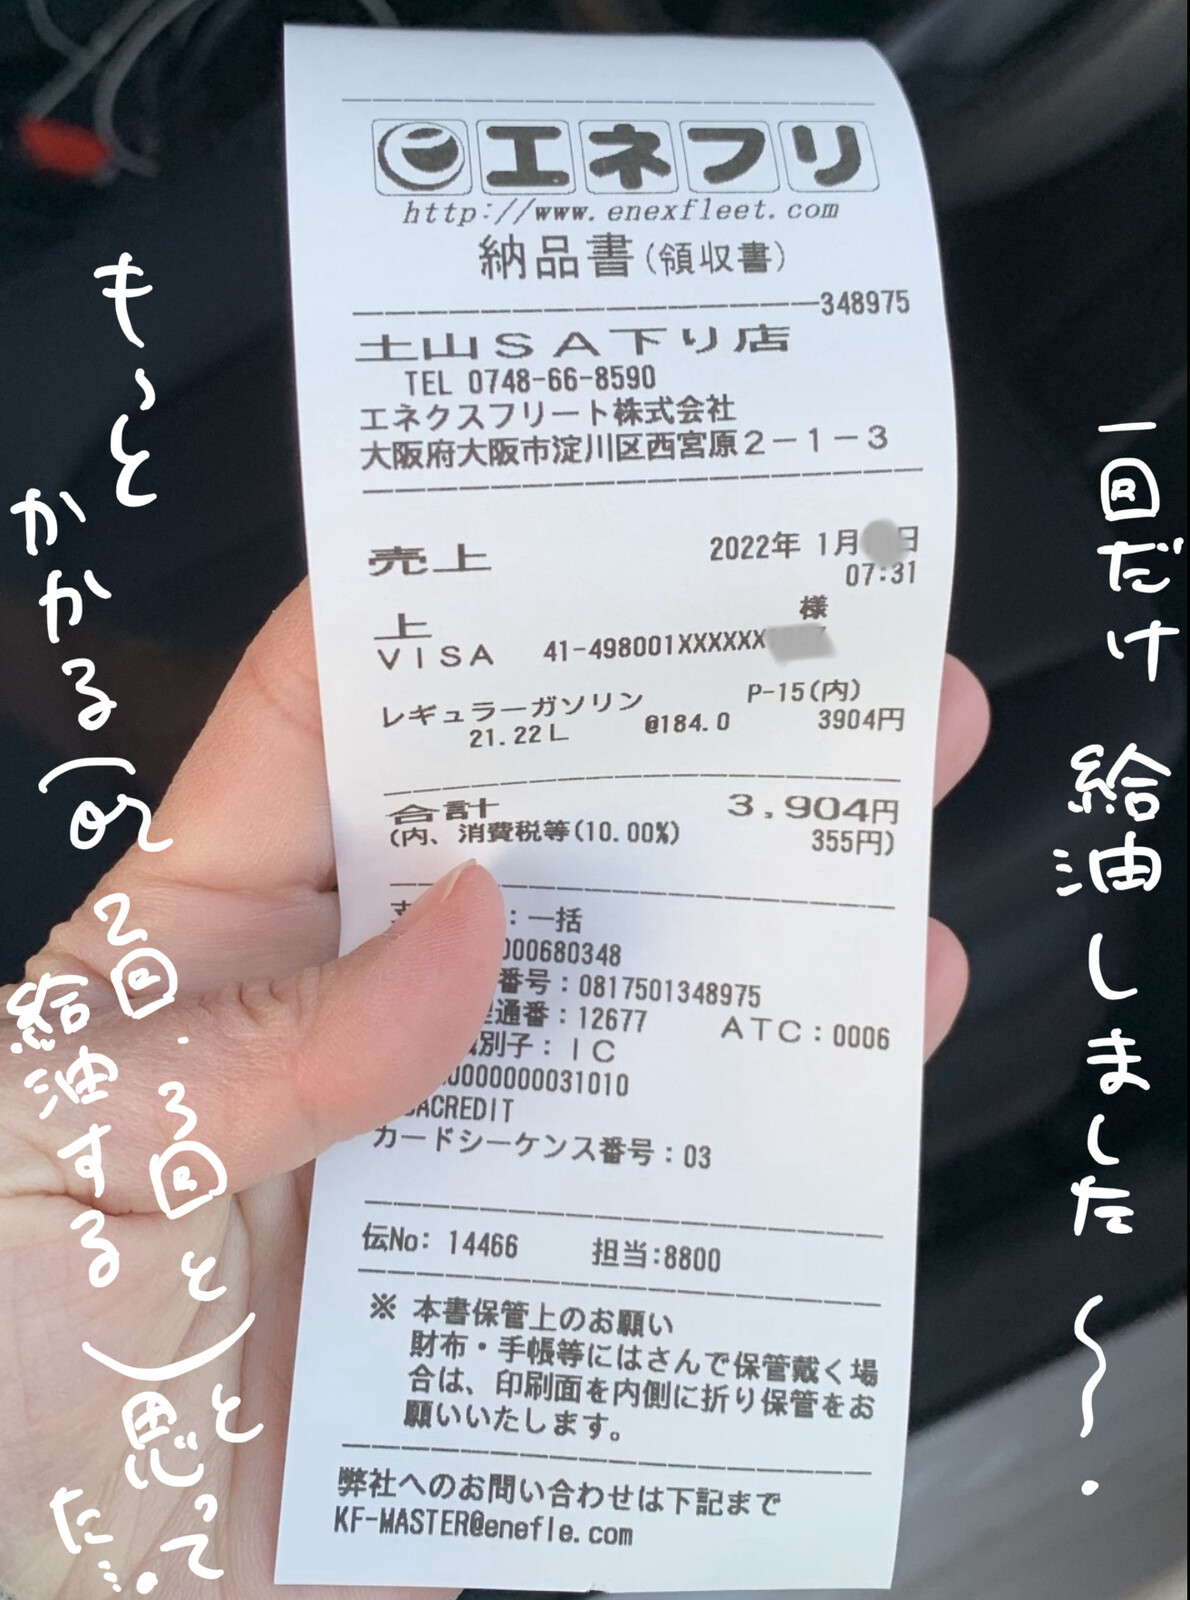 エネフリ
http://www.enexfleet.com
納品書(領収書)
348975
土山SA下り店
TEL 0748-66-8590
エネクスフリート株式会社
大阪府大阪市淀川区西宮原2-1-3
売上 2022年 1月 日
07:31
上 様
VISA 41-498001XXXXXX
レギュラーガソリン P-15(内)
21.22L @184.0 3904円
合計 3,904円
(内、消費税等(10.00%) 355円)
:一括
000680348
番号:0817501348975
通番:12677 ATC:0006
別子:IC
0000000031010
ACREDIT
カードシーケンス番号:03
伝No: 14466 担当:8800
※ 本書保管上のお願い
財布・手帳等にはさんで保管戴く場
合は、印刷面を内側に折り保管をお
願いいたします。
弊社へのお問い合わせは下記まで
KF-MASTER@enefle.com
一回だけ
給油しました〜.
も、と
かかる(or
2回.3回と
給油する)と
思って
た….